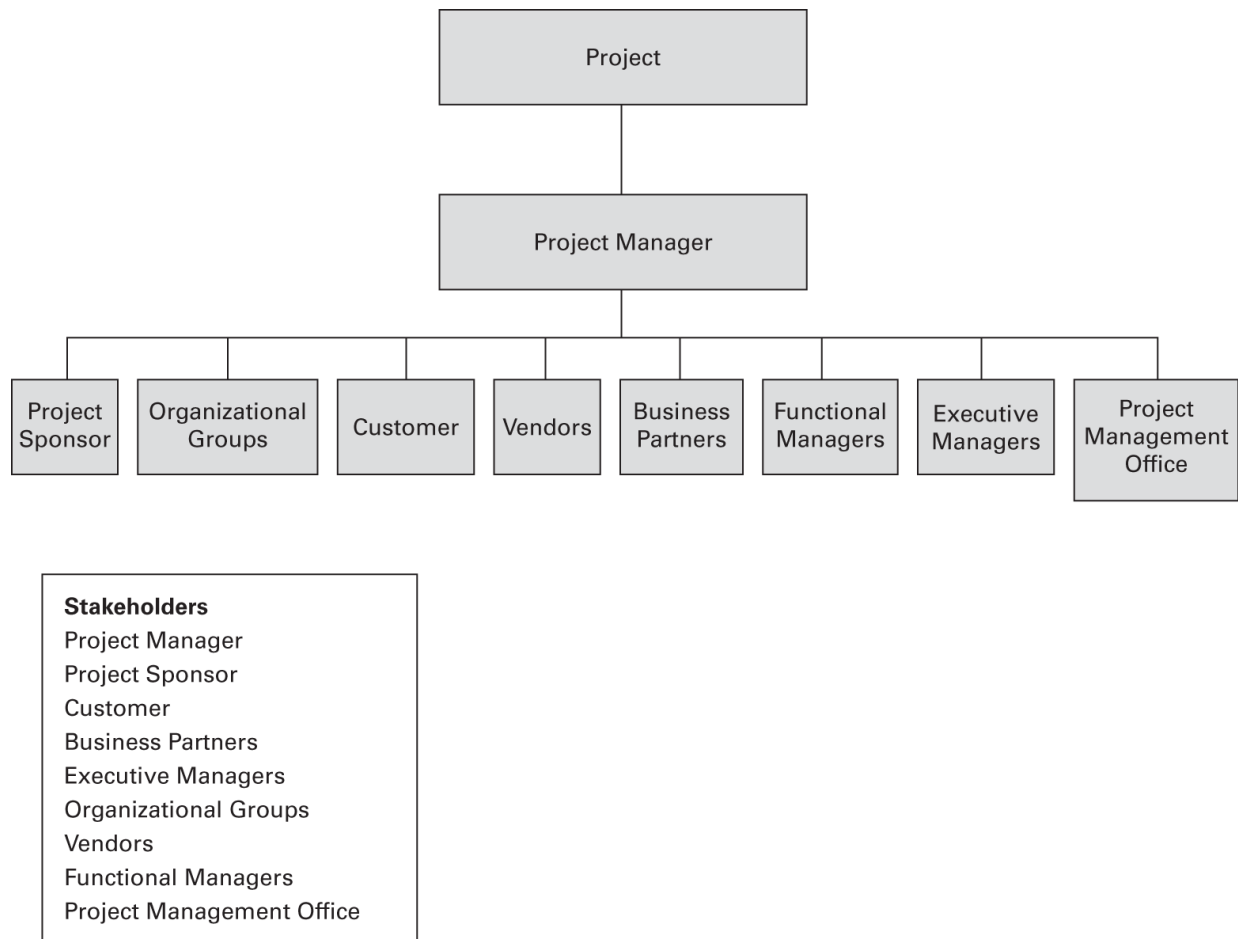 Project
Project Manager
Project
Sponsor
Organizational
Groups
Customer
Vendors
Business
Partners
Functional
Managers
Executive
Managers
Project
Management
Office
Stakeholders
Project Manager
Project Sponsor
Customer
Business Partners
Executive Managers
Organizational Groups
Vendors
Functional Managers
Project Management Office